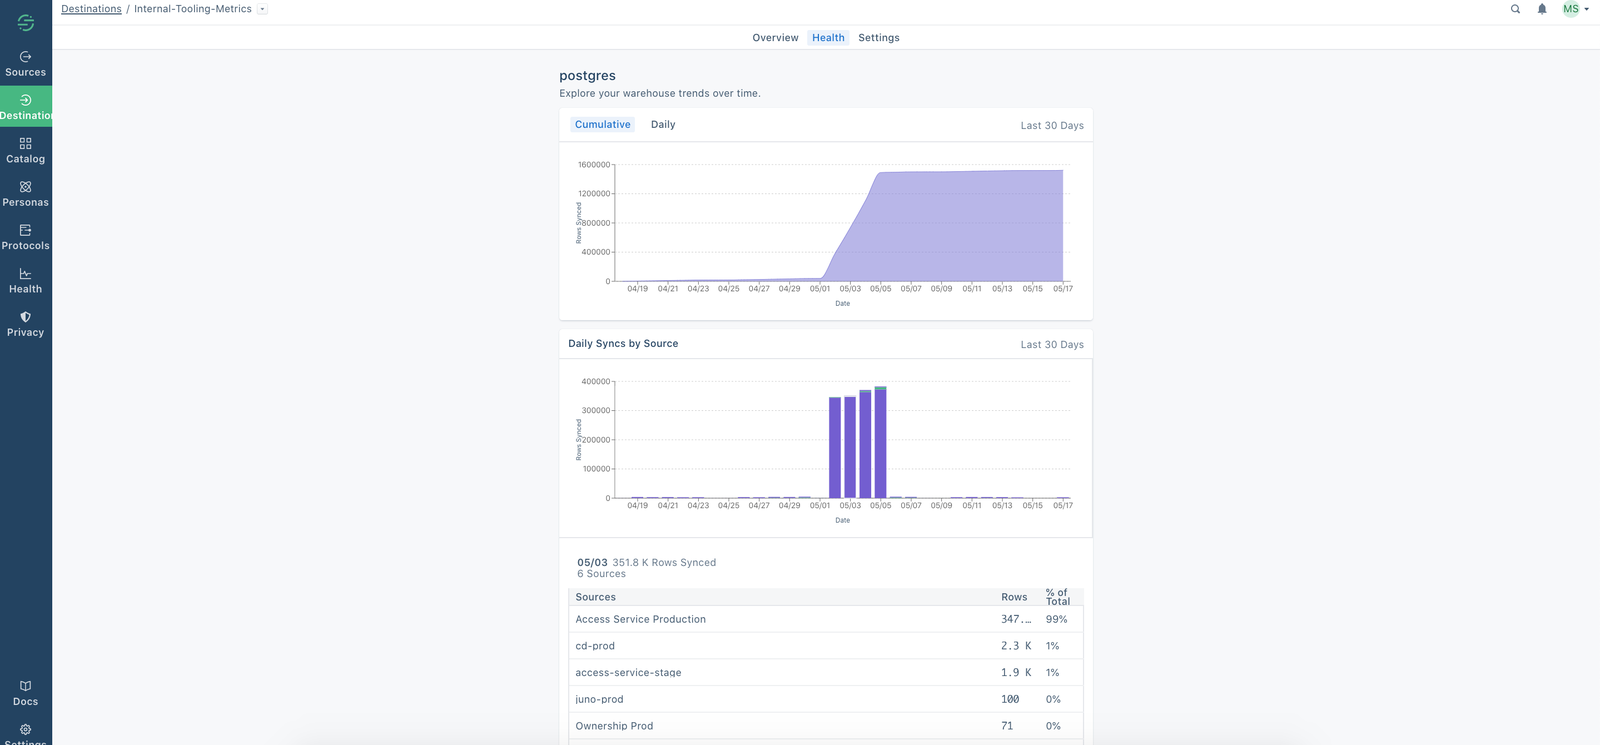 Destinations / Internal-Tooling-Metrics
MS
Overview Health Settings
Sources
Destination
Catalog
Personas
Protocols
Health
Privacy
Docs
Settings
postgres
Explore your warehouse trends over time.
Cumulative Daily Last 30 Days
1600000
1200000
800000
400000
0
Rows Synced
04/19 04/21 04/23 04/25 04/27 04/29 05/01 05/03 05/05 05/07 05/09 05/11 05/13 05/15 05/17
Date
Daily Syncs by Source Last 30 Days
400000
300000
200000
100000
0
Rows Synced
04/19 04/21 04/23 04/25 04/27 04/29 05/01 05/03 05/05 05/07 05/09 05/11 05/13 05/15 05/17
Date
05/03 351.8 K Rows Synced
6 Sources
Sources Rows % of Total
Access Service Production 347.... 99%
cd-prod 2.3 K 1%
access-service-stage 1.9 K 1%
juno-prod 100 0%
Ownership Prod 71 0%